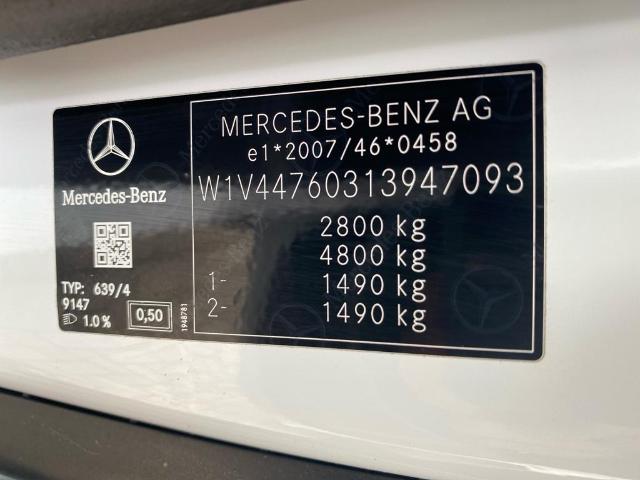 Mercedes-Benz
TYP: 639/4
9147
1.0 %
0,50
1948781
MERCEDES-BENZ AG
e1*2007/46*0458
W1V44760313947093
2800 kg
4800 kg
1- 1490 kg
2- 1490 kg